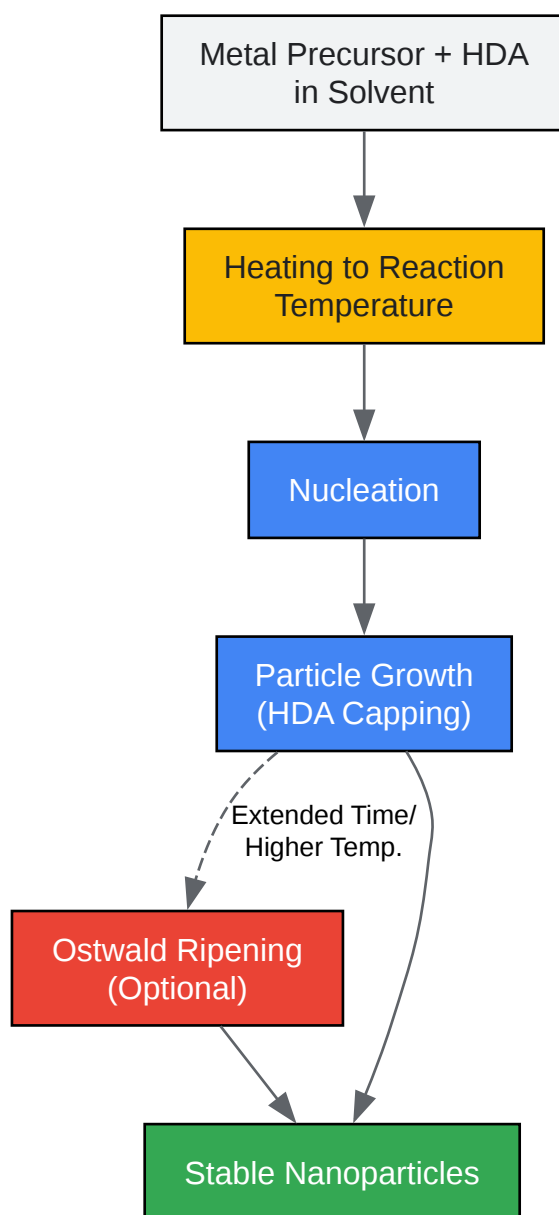 Metal Precursor + HDA
in Solvent
Heating to Reaction
Temperature
Nucleation
Particle Growth
(HDA Capping)
Extended Time/
Higher Temp.
Ostwald Ripening
(Optional)
Stable Nanoparticles